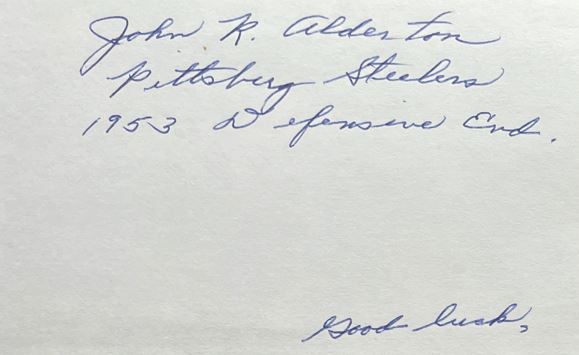 John R. Alderton
Pittsburg Steelers
1953 Defensive End.
Good luck,